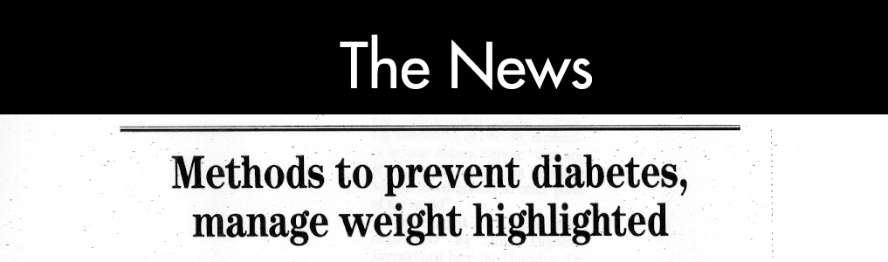 The News
Methods to prevent diabetes,
manage weight highlighted